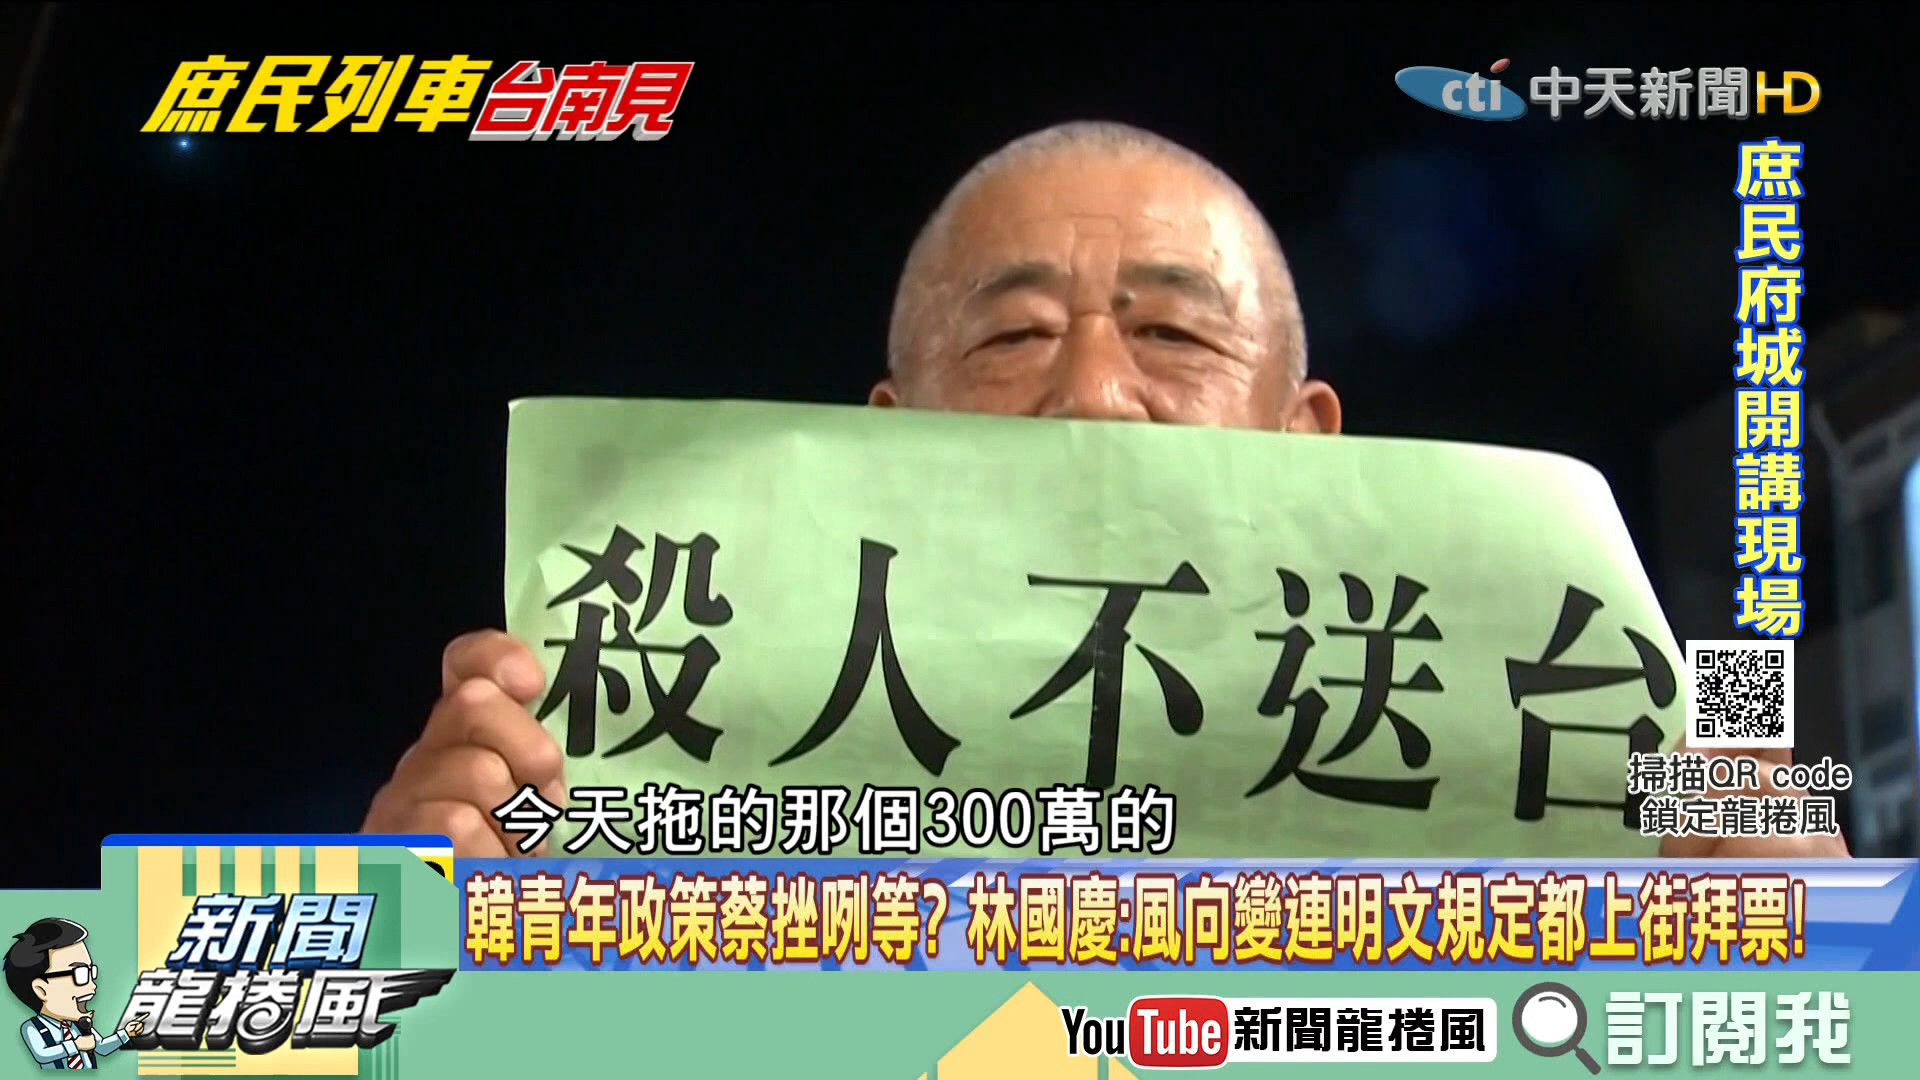 庶民列車台南見
cti 中天新聞HD
庶民府城開講現場
殺人不送台
掃描QR code
鎖定龍捲風
今天拖的那個300萬的
韓青年政策蔡挫咧等? 林國慶:風向變連明文規定都上街拜票!
新聞
龍捲風
YouTube 新聞龍捲風
訂閱我